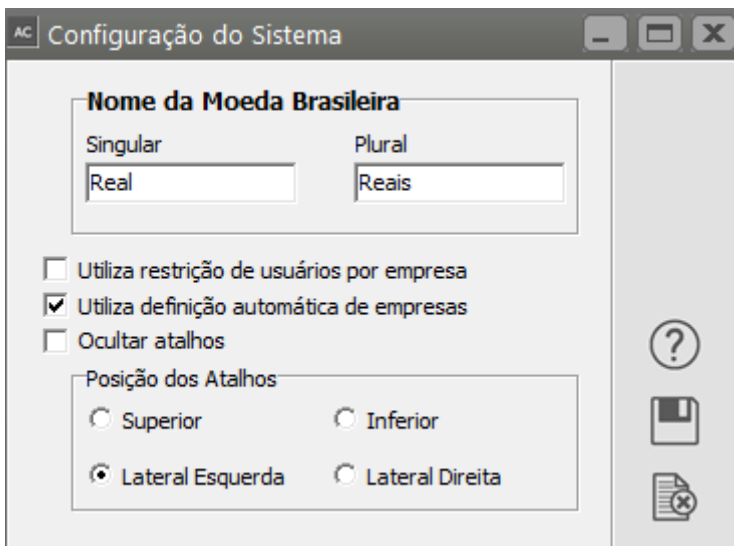 AC Configuração do Sistema
Nome da Moeda Brasileira
Singular Plural
Real Reais
Utiliza restrição de usuários por empresa
Utiliza definição automática de empresas
Ocultar atalhos
Posição dos Atalhos
Superior Inferior
Lateral Esquerda Lateral Direita